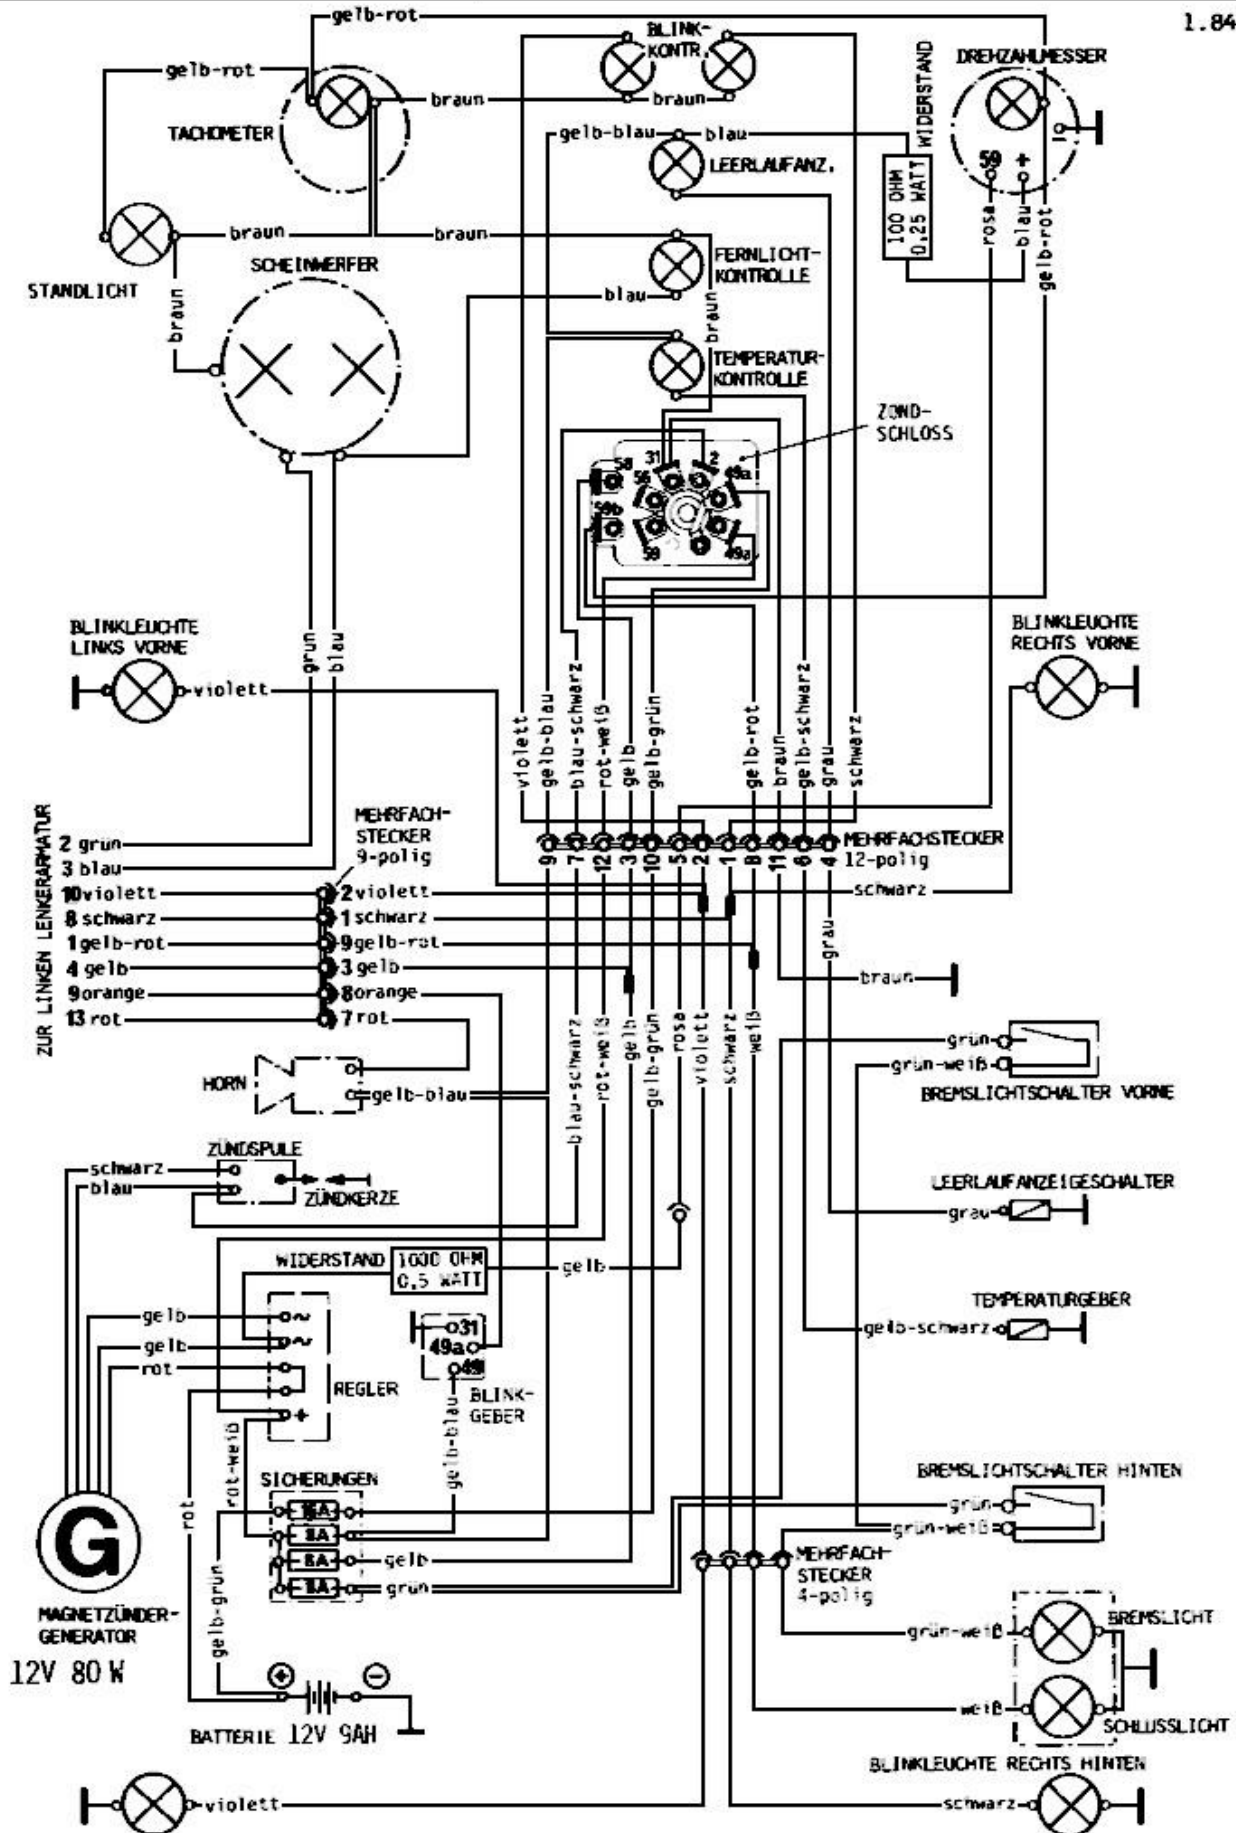 gelb-rot
1.84
BLINK-
KONTR.
DREHZAHLMESSER
gelb-rot
braun
braun
WIDERSTAND
TACHOMETER
gelb-blau
blau
LEERLAUFANZ.
100 OHM
0,25 WATT
59
+
rosa
blau
gelb-rot
braun
braun
SCHEINWERFER
FERNLICHT-
KONTROLLE
STANDLICHT
blau
braun
braun
TEMPERATUR-
KONTROLLE
ZOND-
SCHLOSS
31
2
58
56
49a
59b
59
49a
BLINKLEUCHTE
LINKS VORNE
grün
blau
BLINKLEUCHTE
RECHTS VORNE
violett
violett
gelb-blau
blau-schwarz
rot-weiß
gelb
gelb-grün
gelb-rot
braun
gelb-schwarz
grau
schwarz
ZUR LINKEN LENKERARMATUR
MEHRFACH-
STECKER
9-polig
MEHRFACHSTECKER
12-polig
9 7 12 3 10 5 2 1 8 11 6 4
2 grün
3 blau
10 violett
2 violett
schwarz
8 schwarz
1 schwarz
1 gelb-rot
9 gelb-rot
grau
4 gelb
3 gelb
braun
9 orange
8 orange
13 rot
7 rot
blau-schwarz
rot-weiß
gelb
gelb-grün
rosa
violett
schwarz
weiß
grün
grün-weiß
BREMSLICHTSCHALTER VORNE
HORN
gelb-blau
ZÜNDSPULE
schwarz
blau
ZÜNDKERZE
LEERLAUFANZEIGESCHALTER
grau
WIDERSTAND
1000 OHM
0,5 WATT
gelb
TEMPERATURGEBER
gelb-schwarz
gelb
~
gelb
~
rot
REGLER
+
31
49a
49
BLINK-
GEBER
rot-weiß
gelb-blau
SICHERUNGEN
BREMSLICHTSCHALTER HINTEN
grün
grün-weiß
G
rot
8A
8A
gelb
grün
MEHRFACH-
STECKER
4-polig
MAGNETZÜNDER-
GENERATOR
12V 80 W
gelb-grün
grün-weiß
BREMSLICHT
+
−
BATTERIE 12V 9AH
weiß
SCHLUSSLICHT
BLINKLEUCHTE RECHTS HINTEN
violett
schwarz